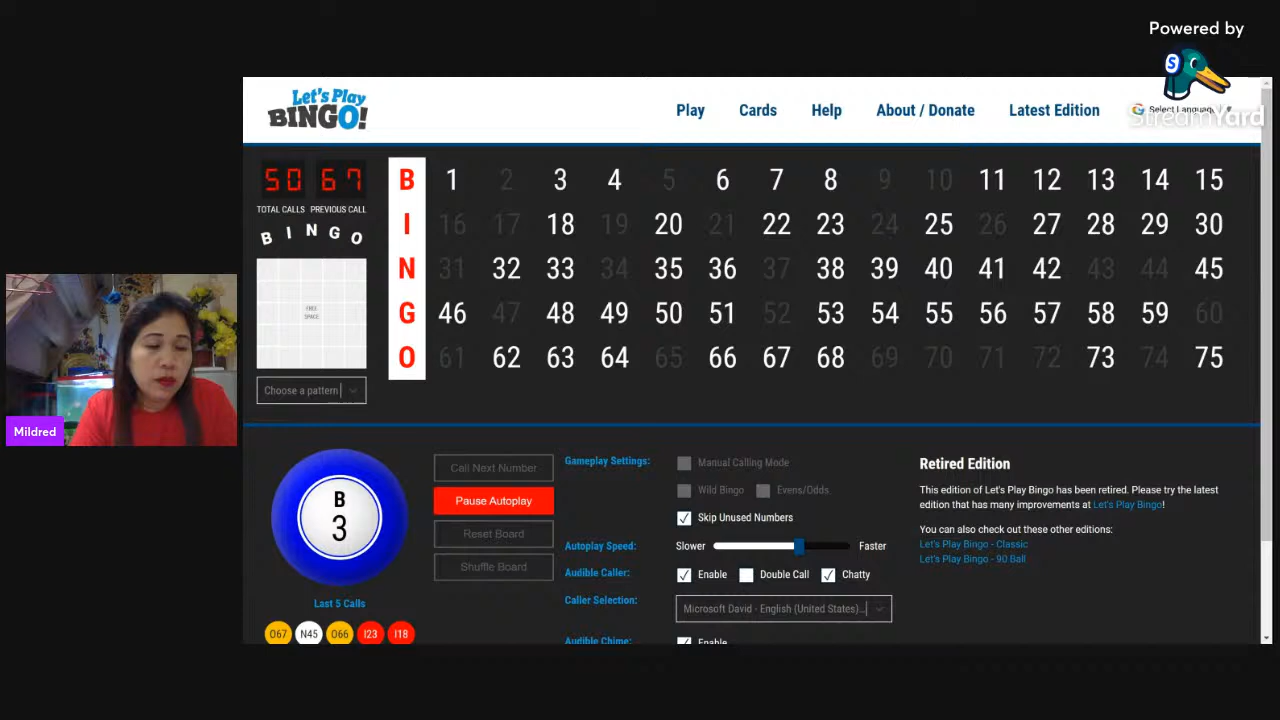 Powered by
S
StreamYard
Let's Play
BINGO!
Play Cards Help About / Donate Latest Edition Select Language
50 67
TOTAL CALLS PREVIOUS CALL
B I N G O
FREE
SPACE
Choose a pattern
B 1 2 3 4 5 6 7 8 9 10 11 12 13 14 15
I 16 17 18 19 20 21 22 23 24 25 26 27 28 29 30
N 31 32 33 34 35 36 37 38 39 40 41 42 43 44 45
G 46 47 48 49 50 51 52 53 54 55 56 57 58 59 60
O 61 62 63 64 65 66 67 68 69 70 71 72 73 74 75
Mildred
B
3
Last 5 Calls
O67 N45 O66 I23 I18
Call Next Number
Pause Autoplay
Reset Board
Shuffle Board
Gameplay Settings:
Manual Calling Mode
Wild Bingo Evens/Odds
Skip Unused Numbers
Autoplay Speed: Slower Faster
Audible Caller: Enable Double Call Chatty
Caller Selection:
Microsoft David - English (United States)...
Audible Chime: Enable
Retired Edition
This edition of Let's Play Bingo has been retired. Please try the latest
edition that has many improvements at Let's Play Bingo!
You can also check out these other editions:
Let's Play Bingo - Classic
Let's Play Bingo - 90 Ball